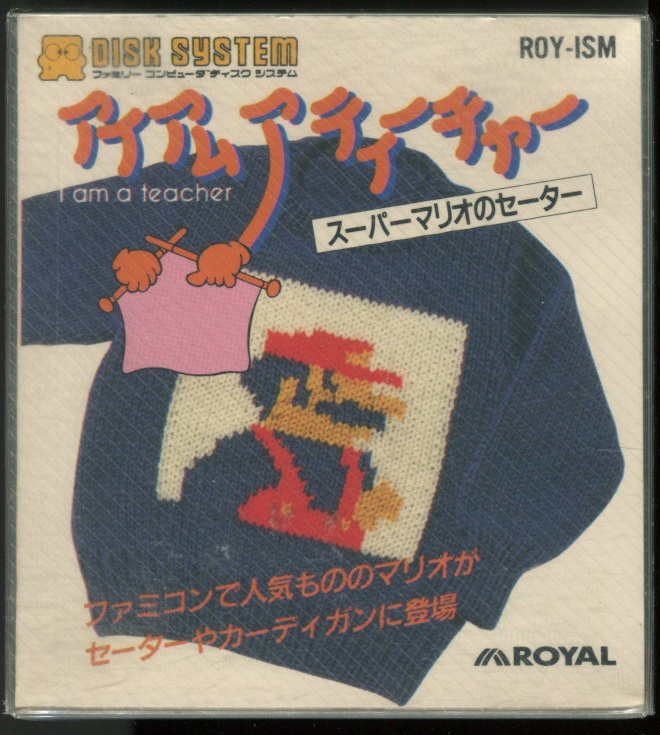 DISK SYSTEM
ファミリー コンピュータ ディスク システム
ROY-ISM
アイアムアティーチャー
I am a teacher
スーパーマリオのセーター
ファミコンで人気もののマリオが
セーターやカーディガンに登場
ROYAL